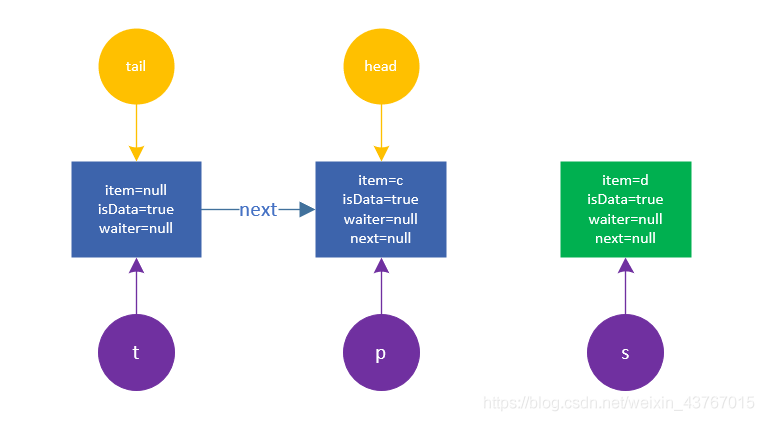 tail
head
item=null
isData=true
waiter=null
next
item=c
isData=true
waiter=null
next=null
item=d
isData=true
waiter=null
next=null
t
p
s
https://blog.csdn.net/weixin_43767015